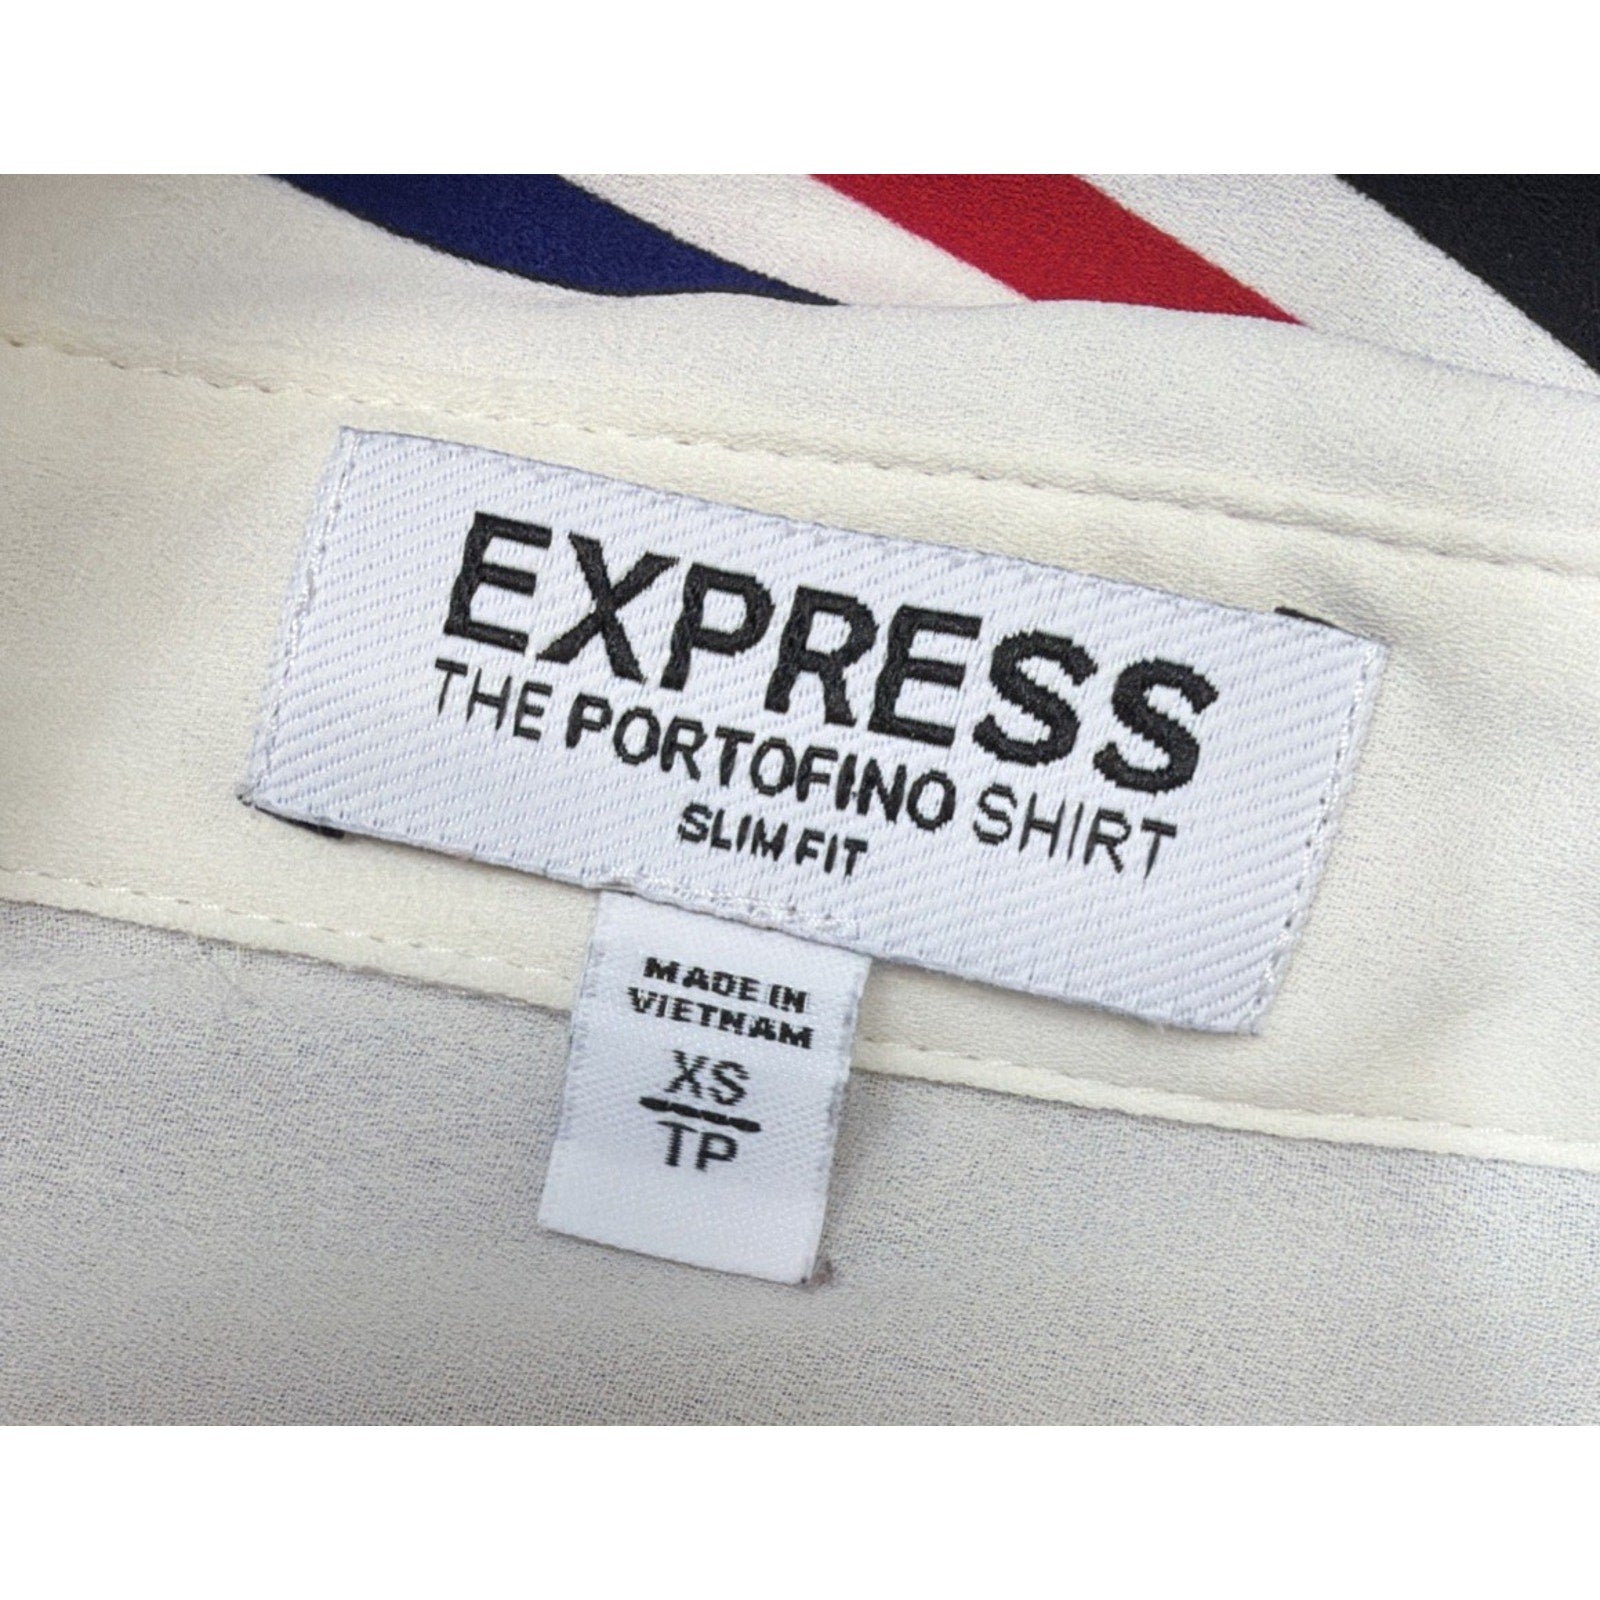 EXPRESS
THE PORTOFINO SHIRT
SLIM FIT
MADE IN
VIETNAM
XS
TP